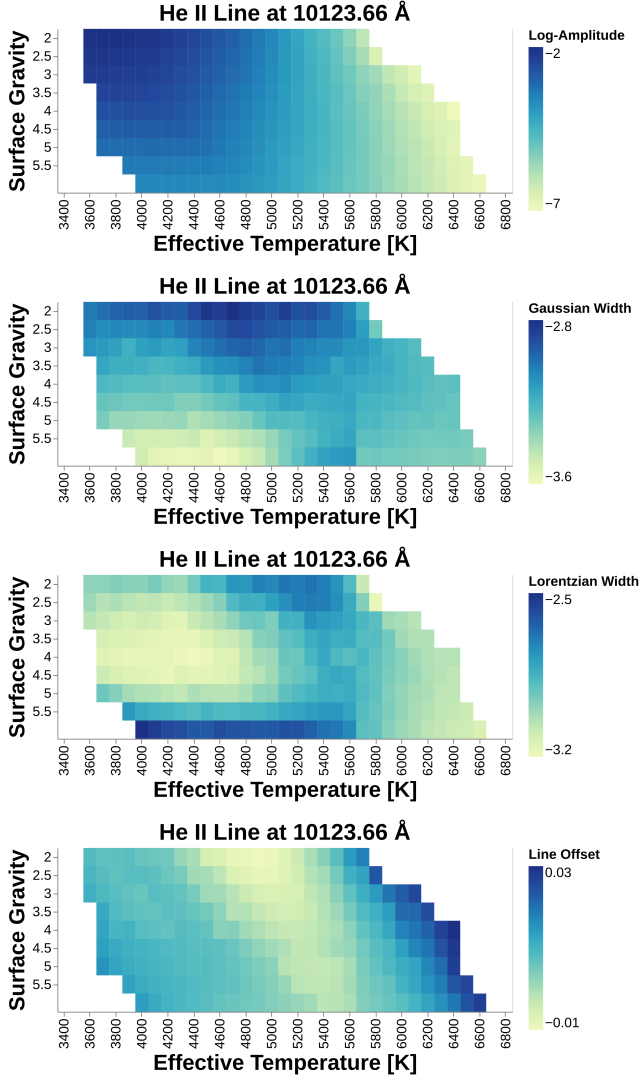 He II Line at 10123.66 Å
Log-Amplitude
−2
−7
Surface Gravity
2
2.5
3
3.5
4
4.5
5
5.5
3400 3600 3800 4000 4200 4400 4600 4800 5000 5200 5400 5600 5800 6000 6200 6400 6600 6800
Effective Temperature [K]
He II Line at 10123.66 Å
Gaussian Width
−2.8
−3.6
Surface Gravity
2
2.5
3
3.5
4
4.5
5
5.5
3400 3600 3800 4000 4200 4400 4600 4800 5000 5200 5400 5600 5800 6000 6200 6400 6600 6800
Effective Temperature [K]
He II Line at 10123.66 Å
Lorentzian Width
−2.5
−3.2
Surface Gravity
2
2.5
3
3.5
4
4.5
5
5.5
3400 3600 3800 4000 4200 4400 4600 4800 5000 5200 5400 5600 5800 6000 6200 6400 6600 6800
Effective Temperature [K]
He II Line at 10123.66 Å
Line Offset
0.03
−0.01
Surface Gravity
2
2.5
3
3.5
4
4.5
5
5.5
3400 3600 3800 4000 4200 4400 4600 4800 5000 5200 5400 5600 5800 6000 6200 6400 6600 6800
Effective Temperature [K]